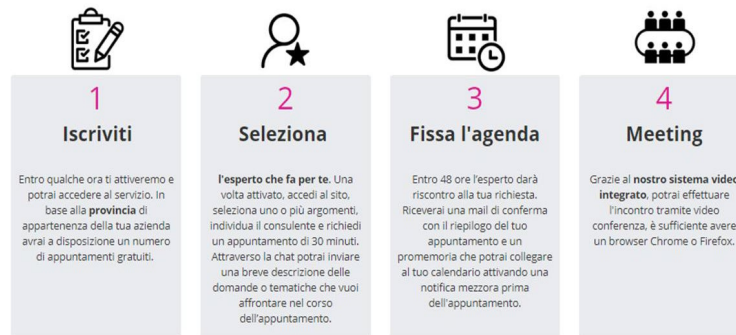 1
Iscriviti
Entro qualche ora ti attiveremo e
potrai accedere al servizio. In
base alla provincia di
appartenenza della tua azienda
avrai a disposizione un numero
di appuntamenti gratuiti.
2
Seleziona
l'esperto che fa per te. Una
volta attivato, accedi al sito,
seleziona uno o più argomenti,
individua il consulente e richiedi
un appuntamento di 30 minuti.
Attraverso la chat potrai inviare
una breve descrizione delle
domande o tematiche che vuoi
affrontare nel corso
dell'appuntamento.
3
Fissa l'agenda
Entro 48 ore l'esperto darà
riscontro alla tua richiesta.
Riceverai una mail di conferma
con il riepilogo del tuo
appuntamento e un
promemoria che potrai collegare
al tuo calendario attivando una
notifica mezzora prima
dell'appuntamento.
4
Meeting
Grazie al nostro sistema video
integrato, potrai effettuare
l'incontro tramite video
conferenza, è sufficiente avere
un browser Chrome o Firefox.